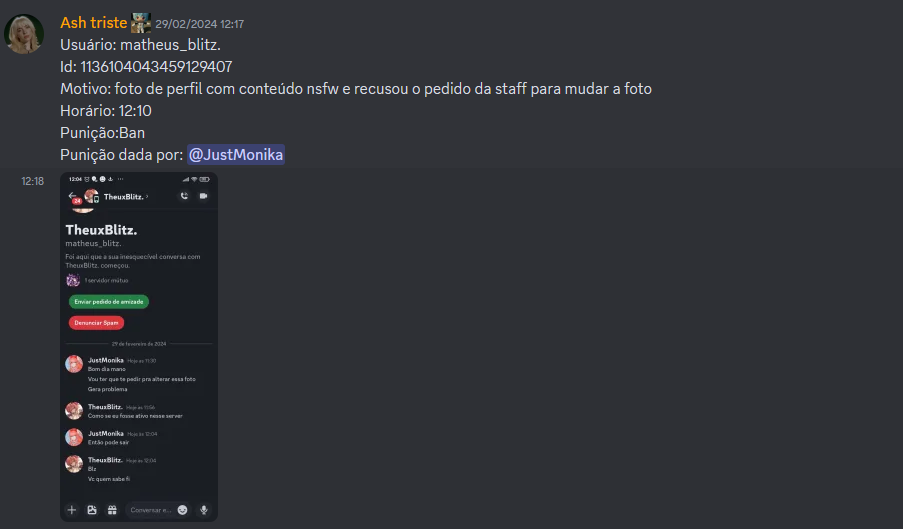 Ash triste 29/02/2024 12:17
Usuário: matheus_blitz.
Id: 1136104043459129407
Motivo: foto de perfil com conteúdo nsfw e recusou o pedido da staff para mudar a foto
Horário: 12:10
Punição:Ban
Punição dada por: @JustMonika
12:18
12:04
24
TheuxBlitz.
TheuxBlitz.
matheus_blitz.
Foi aqui que a sua inesquecível conversa com
TheuxBlitz. começou.
1 servidor mútuo
Enviar pedido de amizade
Denunciar Spam
29 de fevereiro de 2024
JustMonika Hoje às 11:30
Bom dia mano
Vou ter que te pedir pra alterar essa foto
Gera problema
TheuxBlitz. Hoje às 11:56
Como se eu fosse ativo nesse server
JustMonika Hoje às 12:04
Então pode sair
TheuxBlitz. Hoje às 12:04
Blz
Vc quem sabe fi
Conversar e...